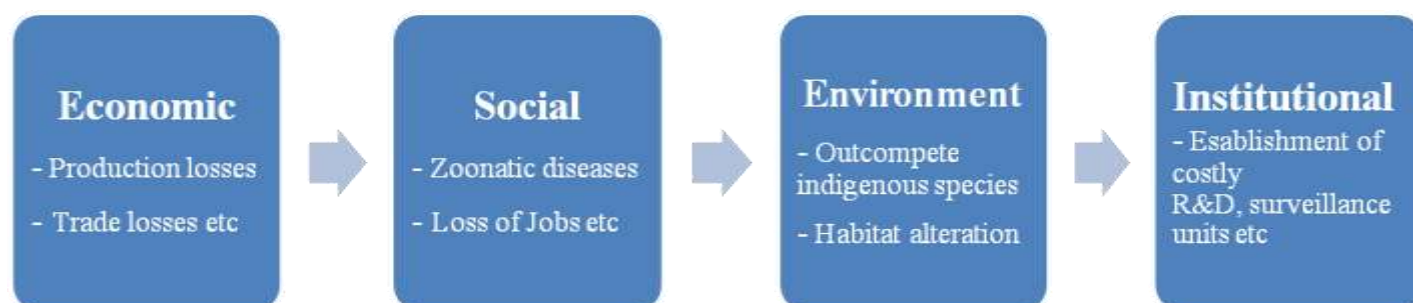 Economic
- Production losses
- Trade losses etc
Social
- Zoonatic diseases
- Loss of Jobs etc
Environment
- Outcompete
indigenous species
- Habitat alteration
Institutional
- Esablishment of
costly
R&D, surveillance
units etc